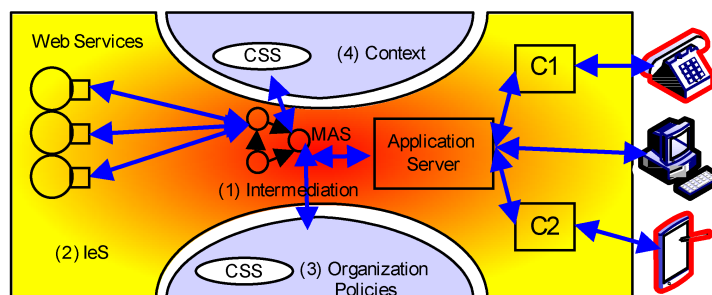 Web Services
CSS
(4) Context
C1
MAS
Application
Server
(1) Intermediation
(2) IeS
C2
CSS
(3) Organization
Policies